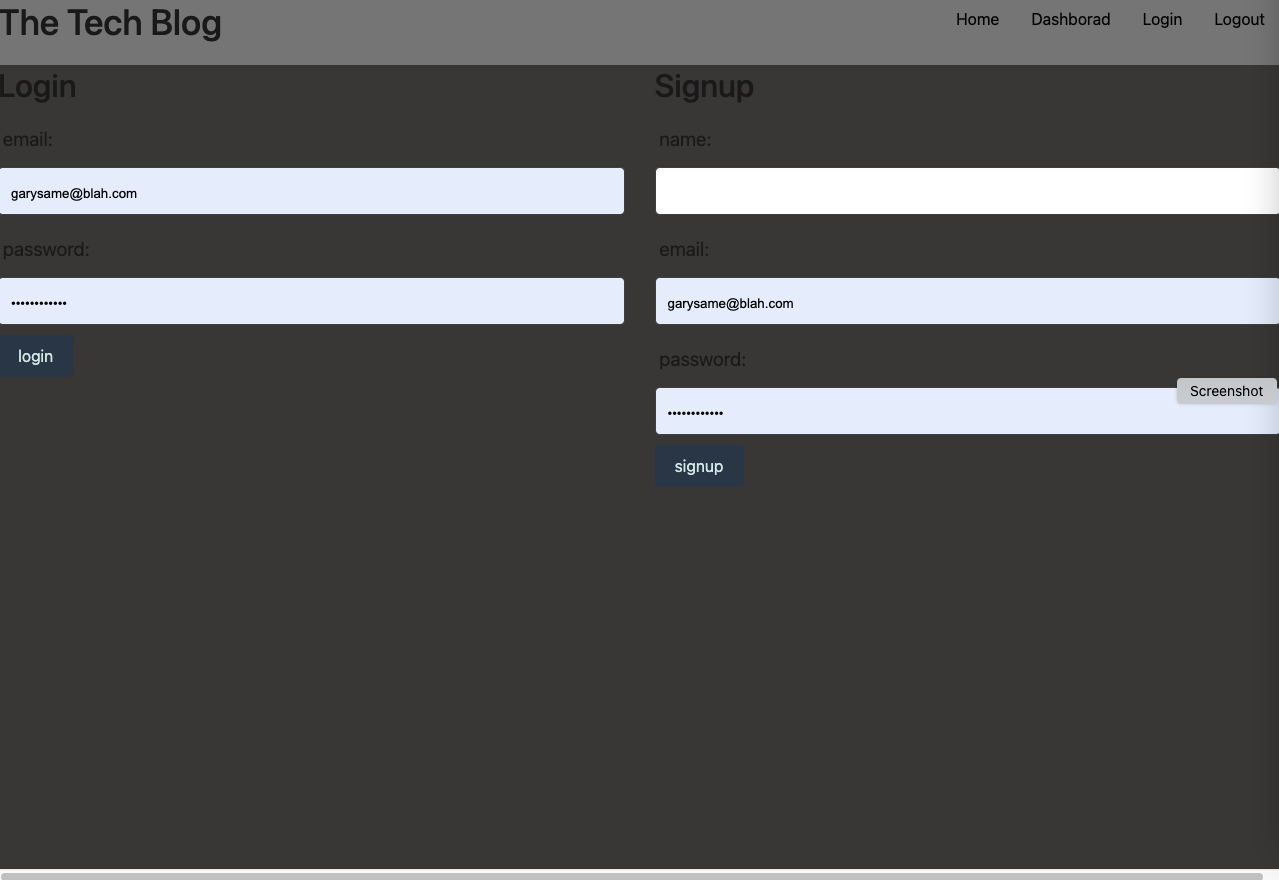 The Tech Blog
Home Dashborad Login Logout
Login
email:
garysame@blah.com
password:
••••••••••••
login
Signup
name:
email:
garysame@blah.com
password:
••••••••••••
signup
Screenshot